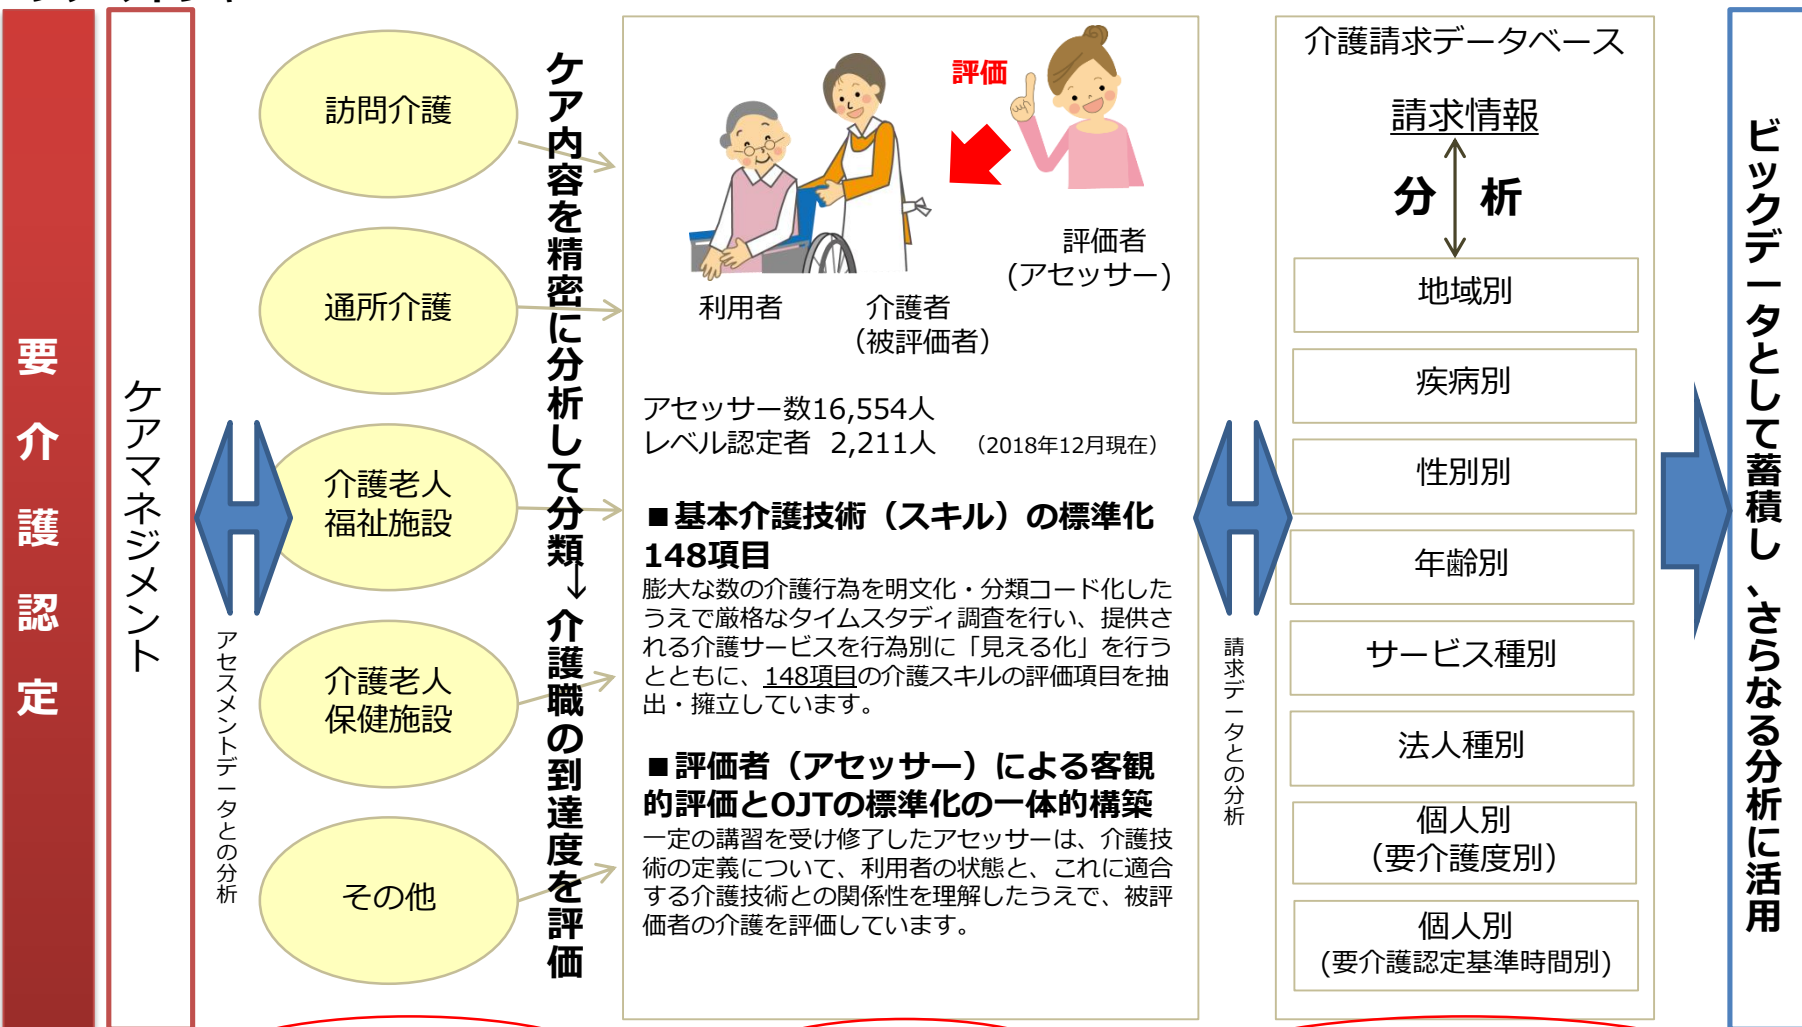 要介護認定
ケアマネジメント
アセスメントデータとの分析
訪問介護
通所介護
介護老人
福祉施設
介護老人
保健施設
その他
ケア内容を精密に分析して分類→介護職の到達度を評価
評価
評価者
(アセッサー)
利用者
介護者
(被評価者)
アセッサー数16,554人
レベル認定者 2,211人 (2018年12月現在)
■基本介護技術(スキル)の標準化
148項目
膨大な数の介護行為を明文化・分類コード化した
うえで厳格なタイムスタディ調査を行い、提供さ
れる介護サービスを行為別に「見える化」を行う
とともに、148項目の介護スキルの評価項目を抽
出・擁立しています。
■評価者(アセッサー)による客観
的評価とOJTの標準化の一体的構築
一定の講習を受け修了したアセッサーは、介護技
術の定義について、利用者の状態と、これに適合
する介護技術との関係性を理解したうえで、被評
価者の介護を評価しています。
請求データとの分析
介護請求データベース
請求情報
分析
地域別
疾病別
性別別
年齢別
サービス種別
法人種別
個人別
(要介護度別)
個人別
(要介護認定基準時間別)
ビックデータとして蓄積し、さらなる分析に活用